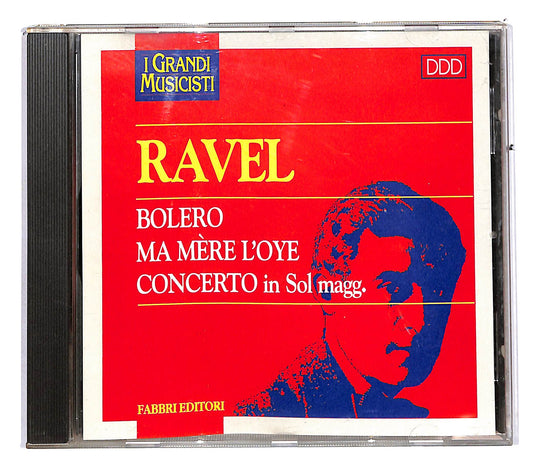 I GRANDI
MUSICISTI
DDD
RAVEL
BOLERO
MA MÈRE L'OYE
CONCERTO in Sol magg.
FABBRI EDITORI